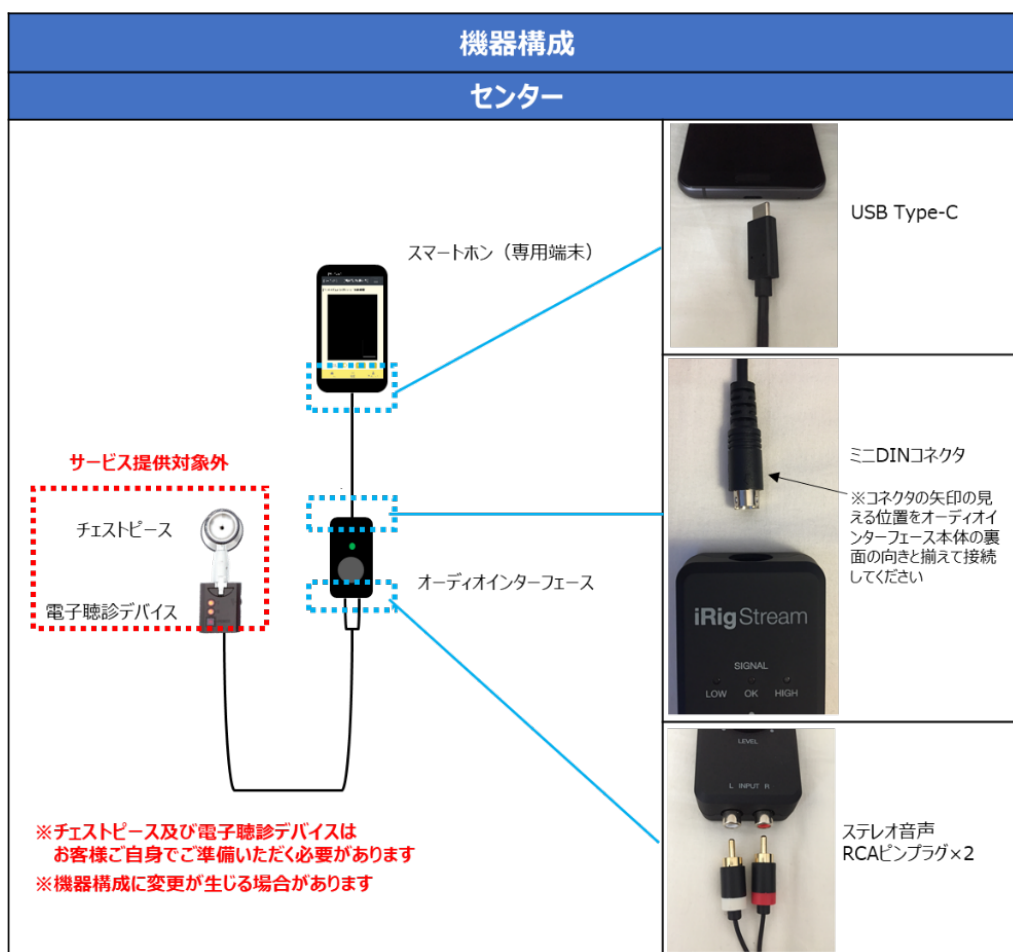 機器構成
センター
スマートホン（専用端末）
サービス提供対象外
チェストピース
電子聴診デバイス
オーディオインターフェース
※チェストピース及び電子聴診デバイスは
お客様ご自身でご準備いただく必要があります
※機器構成に変更が生じる場合があります
USB Type-C
ミニDINコネクタ
※コネクタの矢印の見
える位置をオーディオイ
ンターフェース本体の裏
面の向きと揃えて接続
してください
iRig Stream
SIGNAL
LOW OK HIGH
LEVEL
L INPUT R
ステレオ音声
RCAピンプラグ×2